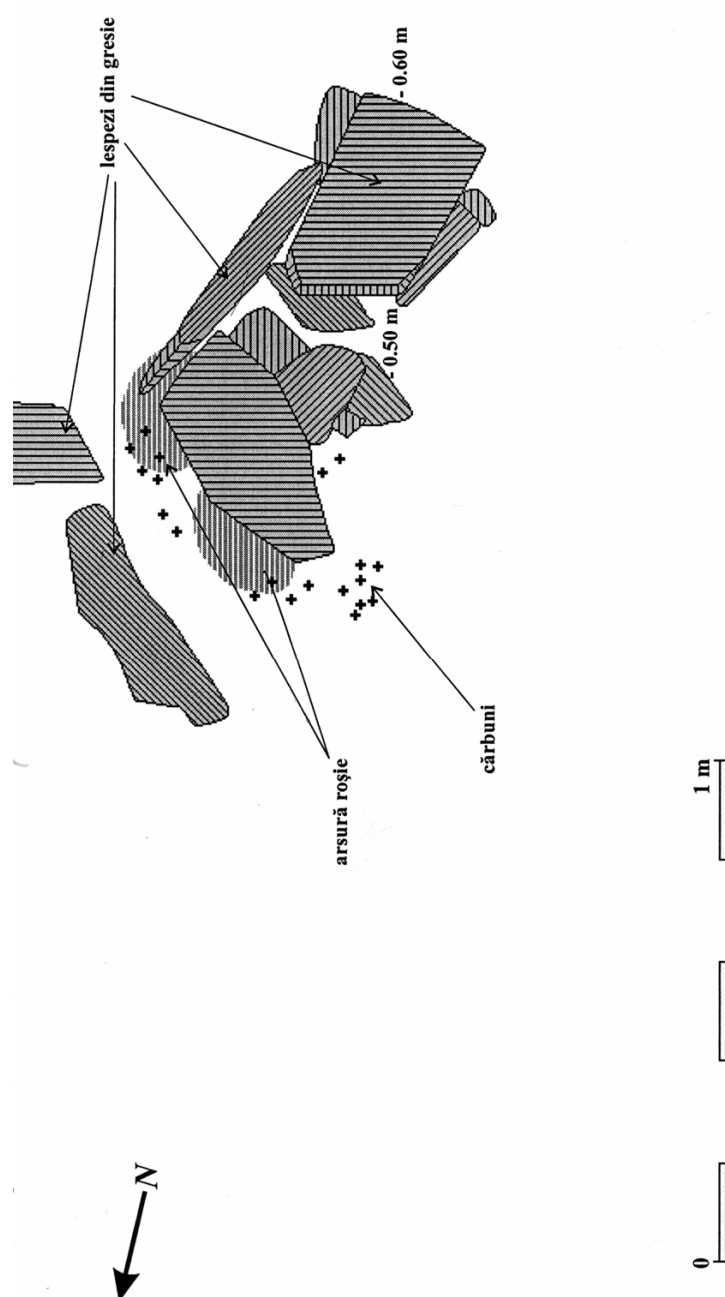 lespezi din gresie
- 0.60 m
- 0.50 m
arsură roșie
cărbuni
N
0
1 m